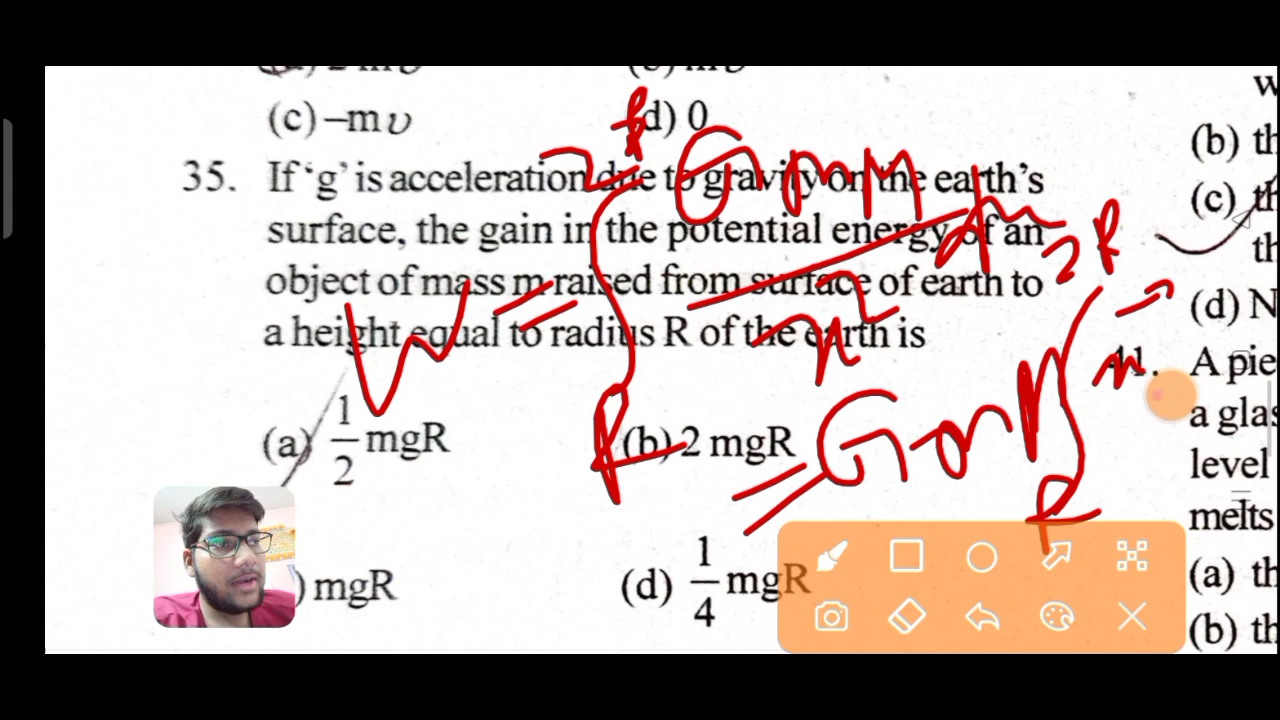 (c) –mυ
(d) 0
35. If ‘g’ is acceleration due to gravity on the earth’s
surface, the gain in the potential energy of an
object of mass m raised from surface of earth to
a height equal to radius R of the earth is
(a) 1/2 mgR
(b) 2 mgR
) mgR
(d) 1/4 mgR
W = ∫ GmM dx
x²
2R
R
= GmM ∫ x⁻²
2R
R
(b) th
(c) th
th
(d) N
41. A pie
a glas
level
melts
(a) th
(b) th